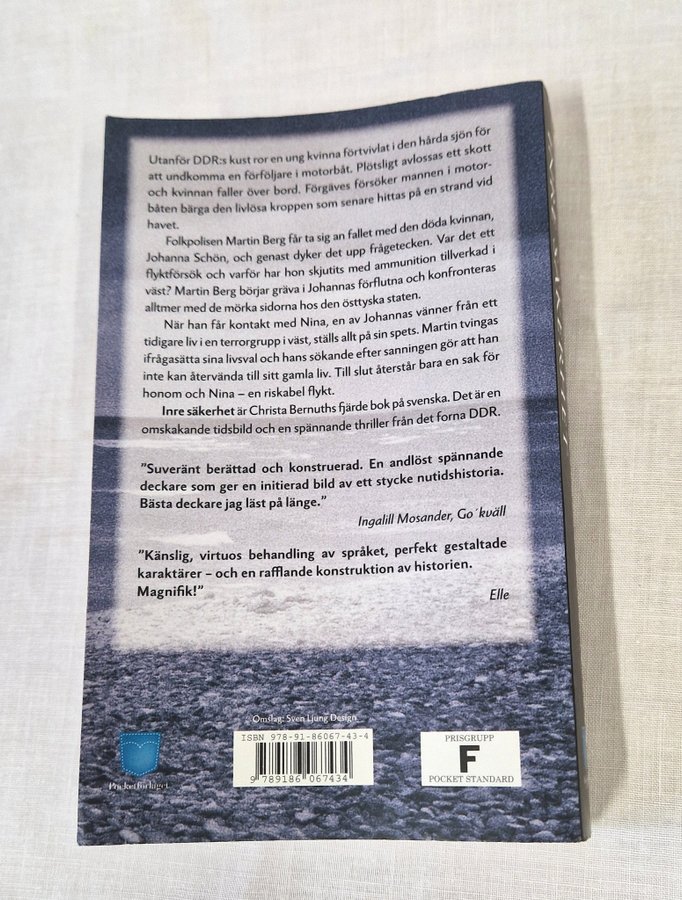 Utanför DDR:s kust ror en ung kvinna förtvivlat i den hårda sjön för
att undkomma en förföljare i motorbåt. Plötsligt avlossas ett skott
och kvinnan faller över bord. Förgäves försöker mannen i motor-
båten bärga den livlösa kroppen som senare hittas på en strand vid
havet.
Folkpolisen Martin Berg får ta sig an fallet med den döda kvinnan,
Johanna Schön, och genast dyker det upp frågetecken. Var det ett
flyktförsök och varför har hon skjutits med ammunition tillverkad i
väst? Martin Berg börjar gräva i Johannas förflutna och konfronteras
alltmer med de mörka sidorna hos den östtyska staten.
När han får kontakt med Nina, en av Johannas vänner från ett
tidigare liv i en terrorgrupp i väst, ställs allt på sin spets. Martin tvingas
ifrågasätta sina livsval och hans sökande efter sanningen gör att han
inte kan återvända till sitt gamla liv. Till slut återstår bara en sak för
honom och Nina – en riskabel flykt.
Inre säkerhet är Christa Bernuths fjärde bok på svenska. Det är en
omskakande tidsbild och en spännande thriller från det forna DDR.
”Suveränt berättad och konstruerad. En andlöst spännande
deckare som ger en initierad bild av ett stycke nutidshistoria.
Bästa deckare jag läst på länge.”
Ingalill Mosander, Go´kväll
”Känslig, virtuos behandling av språket, perfekt gestaltade
karaktärer – och en rafflande konstruktion av historien.
Magnifik!”
Elle
Omslag: Sven Ljung Design
ISBN 978-91-86067-43-4
9 789186 067434
Pocketförlaget
PRISGRUPP
F
POCKET STANDARD